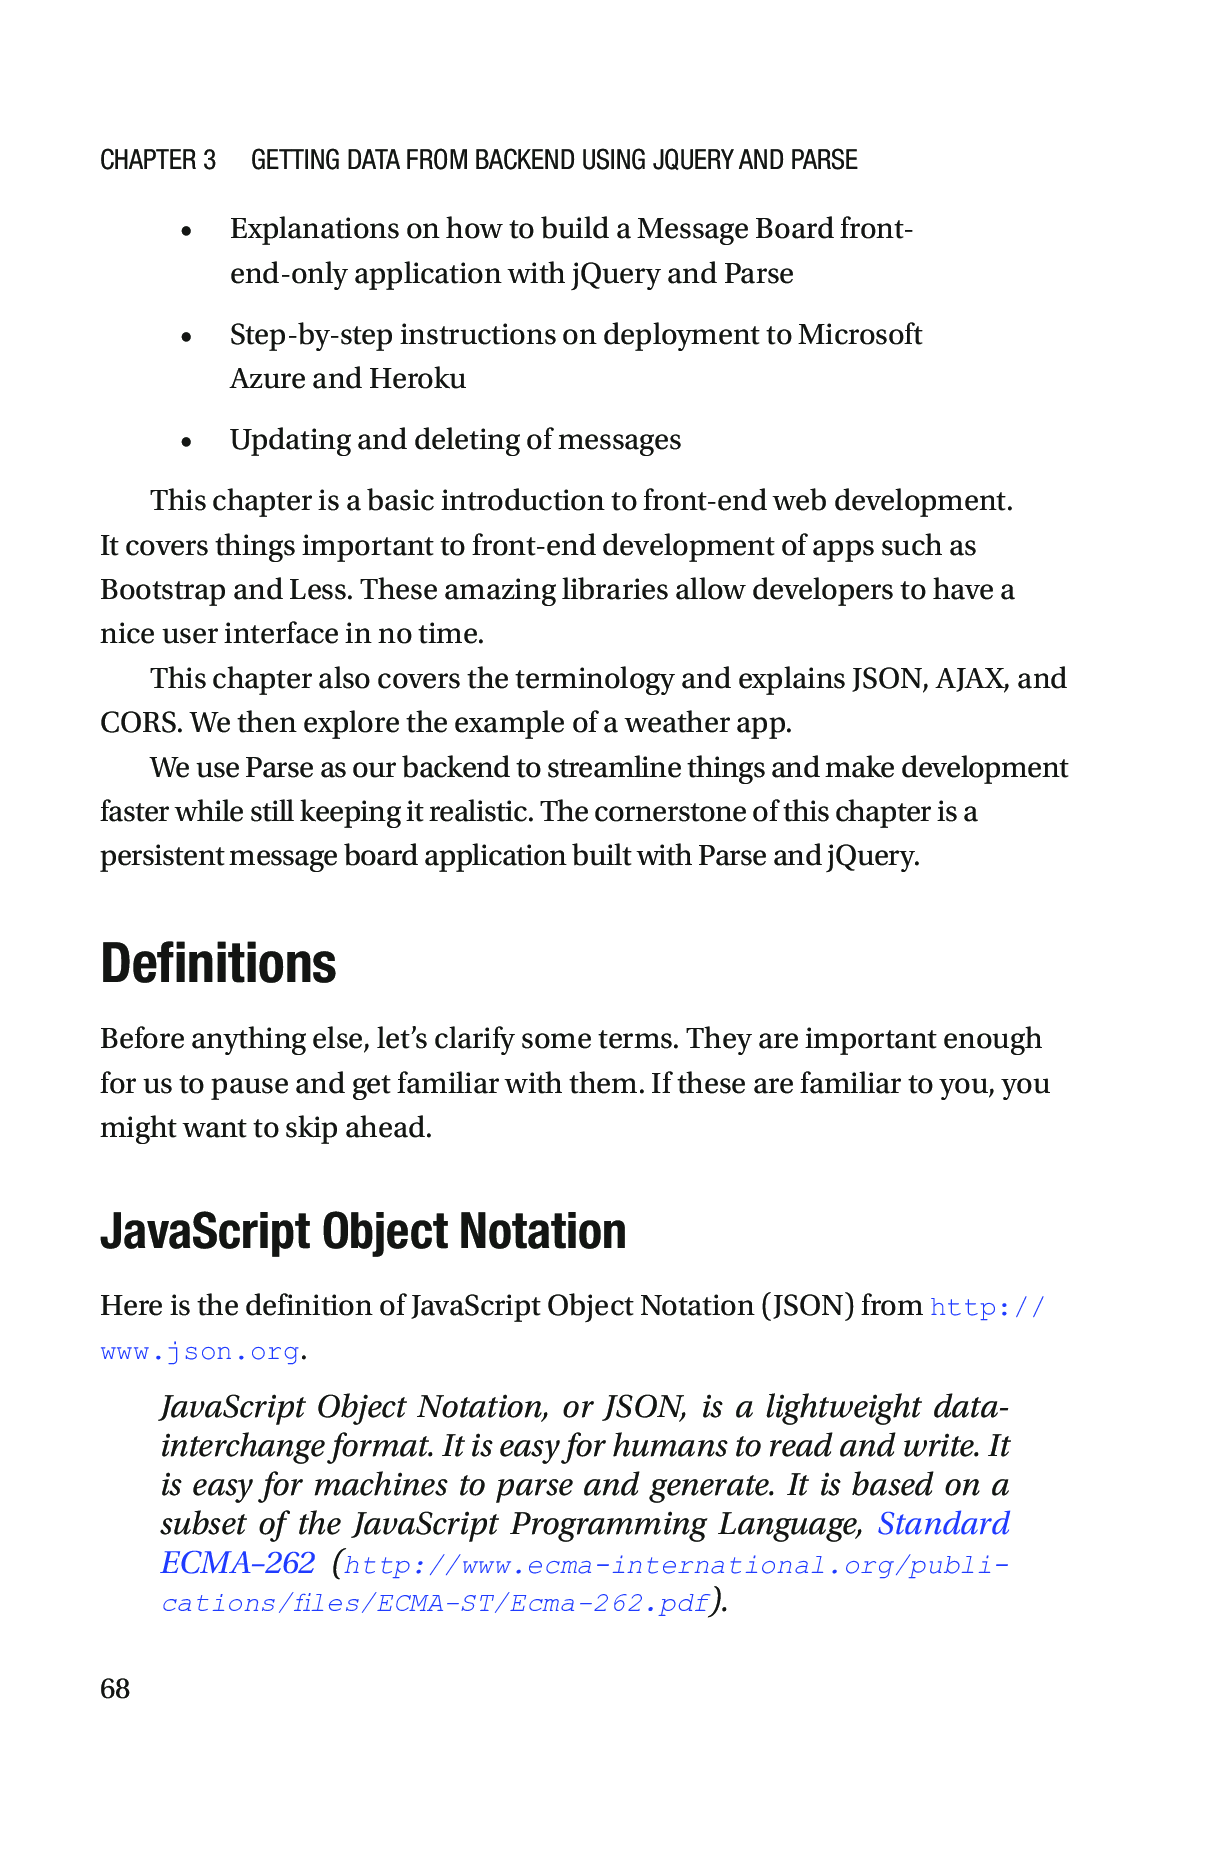 CHAPTER 3 GETTING DATA FROM BACKEND USING JQUERY AND PARSE
• Explanations on how to build a Message Board front-
end-only application with jQuery and Parse
• Step-by-step instructions on deployment to Microsoft
Azure and Heroku
• Updating and deleting of messages
This chapter is a basic introduction to front-end web development.
It covers things important to front-end development of apps such as
Bootstrap and Less. These amazing libraries allow developers to have a
nice user interface in no time.
This chapter also covers the terminology and explains JSON, AJAX, and
CORS. We then explore the example of a weather app.
We use Parse as our backend to streamline things and make development
faster while still keeping it realistic. The cornerstone of this chapter is a
persistent message board application built with Parse and jQuery.
Definitions
Before anything else, let’s clarify some terms. They are important enough
for us to pause and get familiar with them. If these are familiar to you, you
might want to skip ahead.
JavaScript Object Notation
Here is the definition of JavaScript Object Notation (JSON) from http://
www.json.org.
JavaScript Object Notation, or JSON, is a lightweight data-
interchange format. It is easy for humans to read and write. It
is easy for machines to parse and generate. It is based on a
subset of the JavaScript Programming Language, Standard
ECMA–262 (http://www.ecma-international.org/publi-
cations/files/ECMA-ST/Ecma-262.pdf).
68